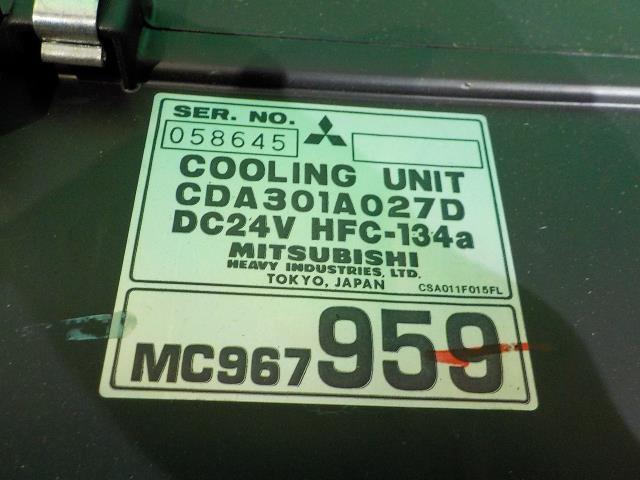 SER. NO.
058645
COOLING UNIT
CDA301A027D
DC24V HFC-134a
MITSUBISHI
HEAVY INDUSTRIES, LTD.
TOKYO, JAPAN
CSA011F015FL
MC967959